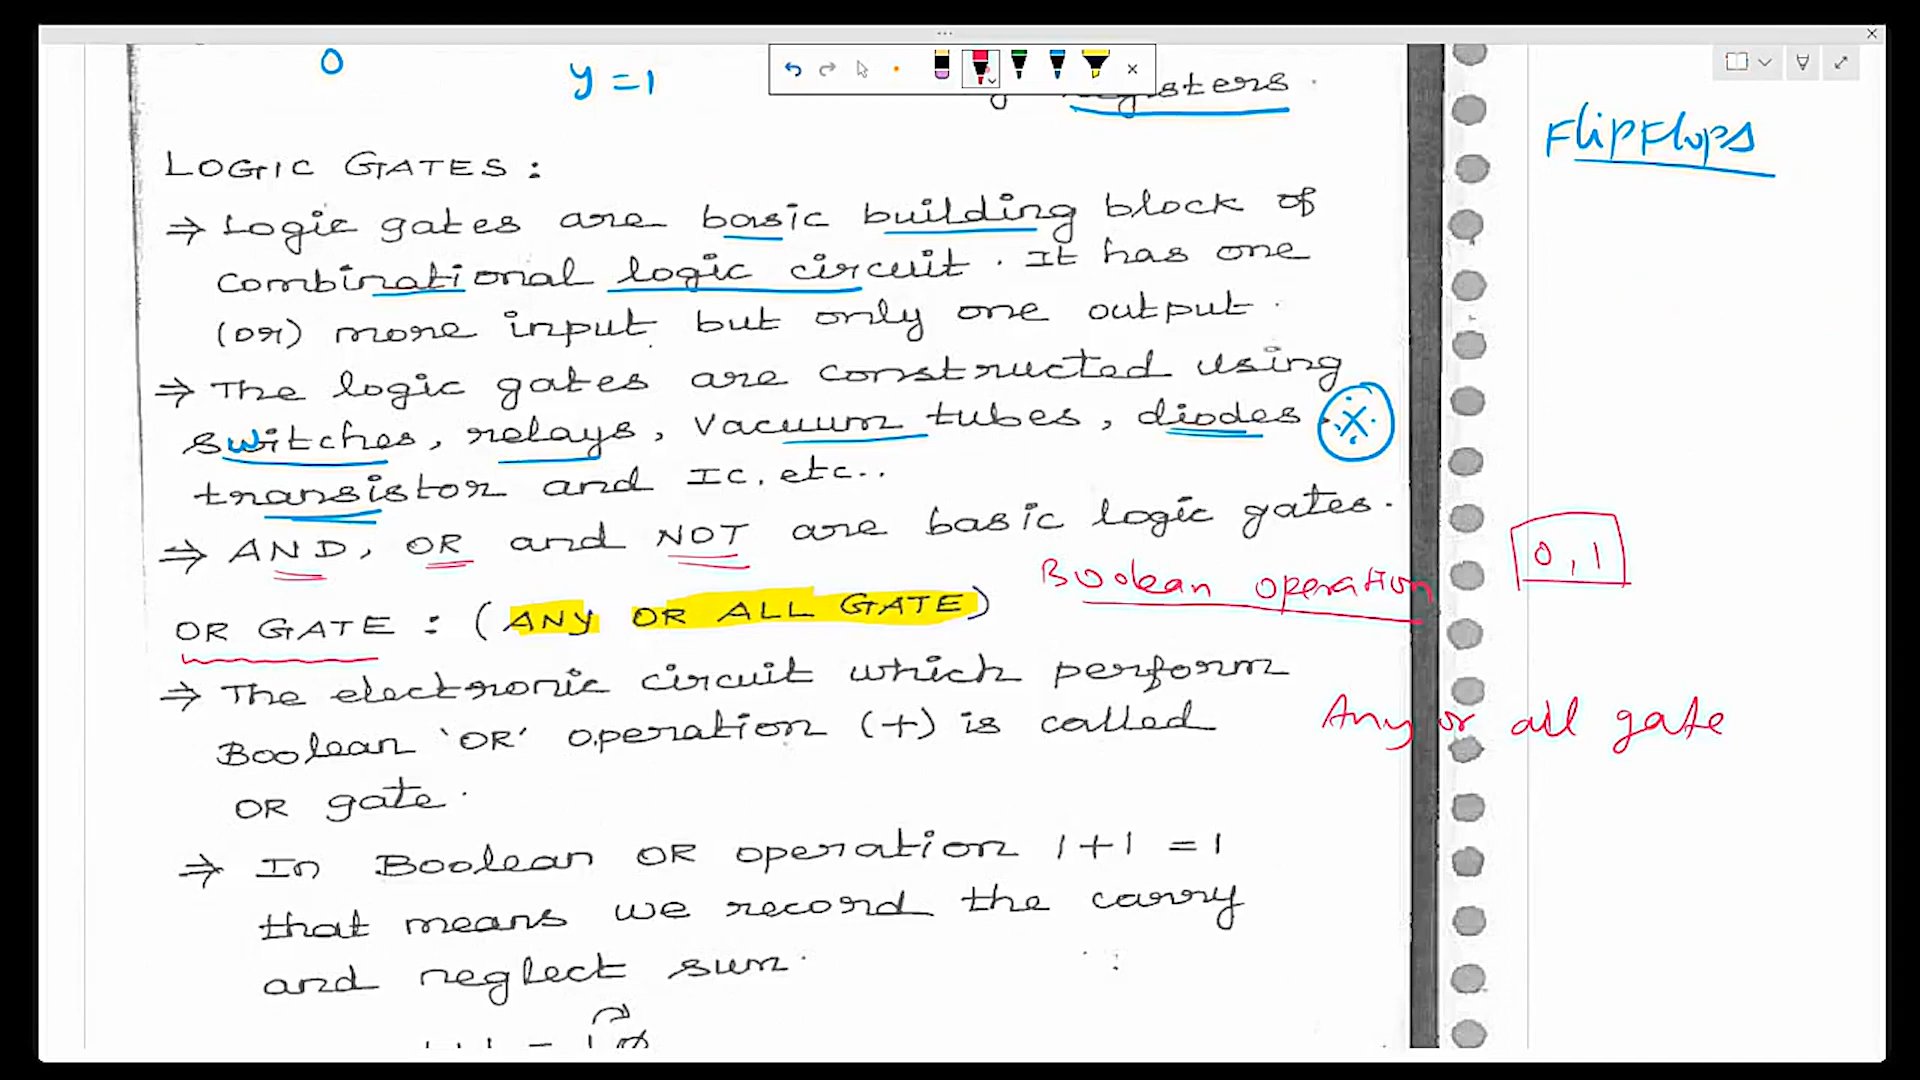 0
y = 1
Flip Flops
LOGIC GATES :
⇒ Logic gates are basic building block of
combinational logic circuit. It has one
(or) more input but only one output.
⇒ The logic gates are constructed using
switches, relays, vacuum tubes, diodes
transistor and Ic. etc..
⇒ AND, OR and NOT are basic logic gates.
Boolean operation
0, 1
OR GATE : (ANY OR ALL GATE)
⇒ The electronic circuit which perform
Boolean 'OR' operation (+) is called
OR gate.
Any or all gate
⇒ In Boolean OR operation 1+1 = 1
that means we record the carry
and neglect sum.